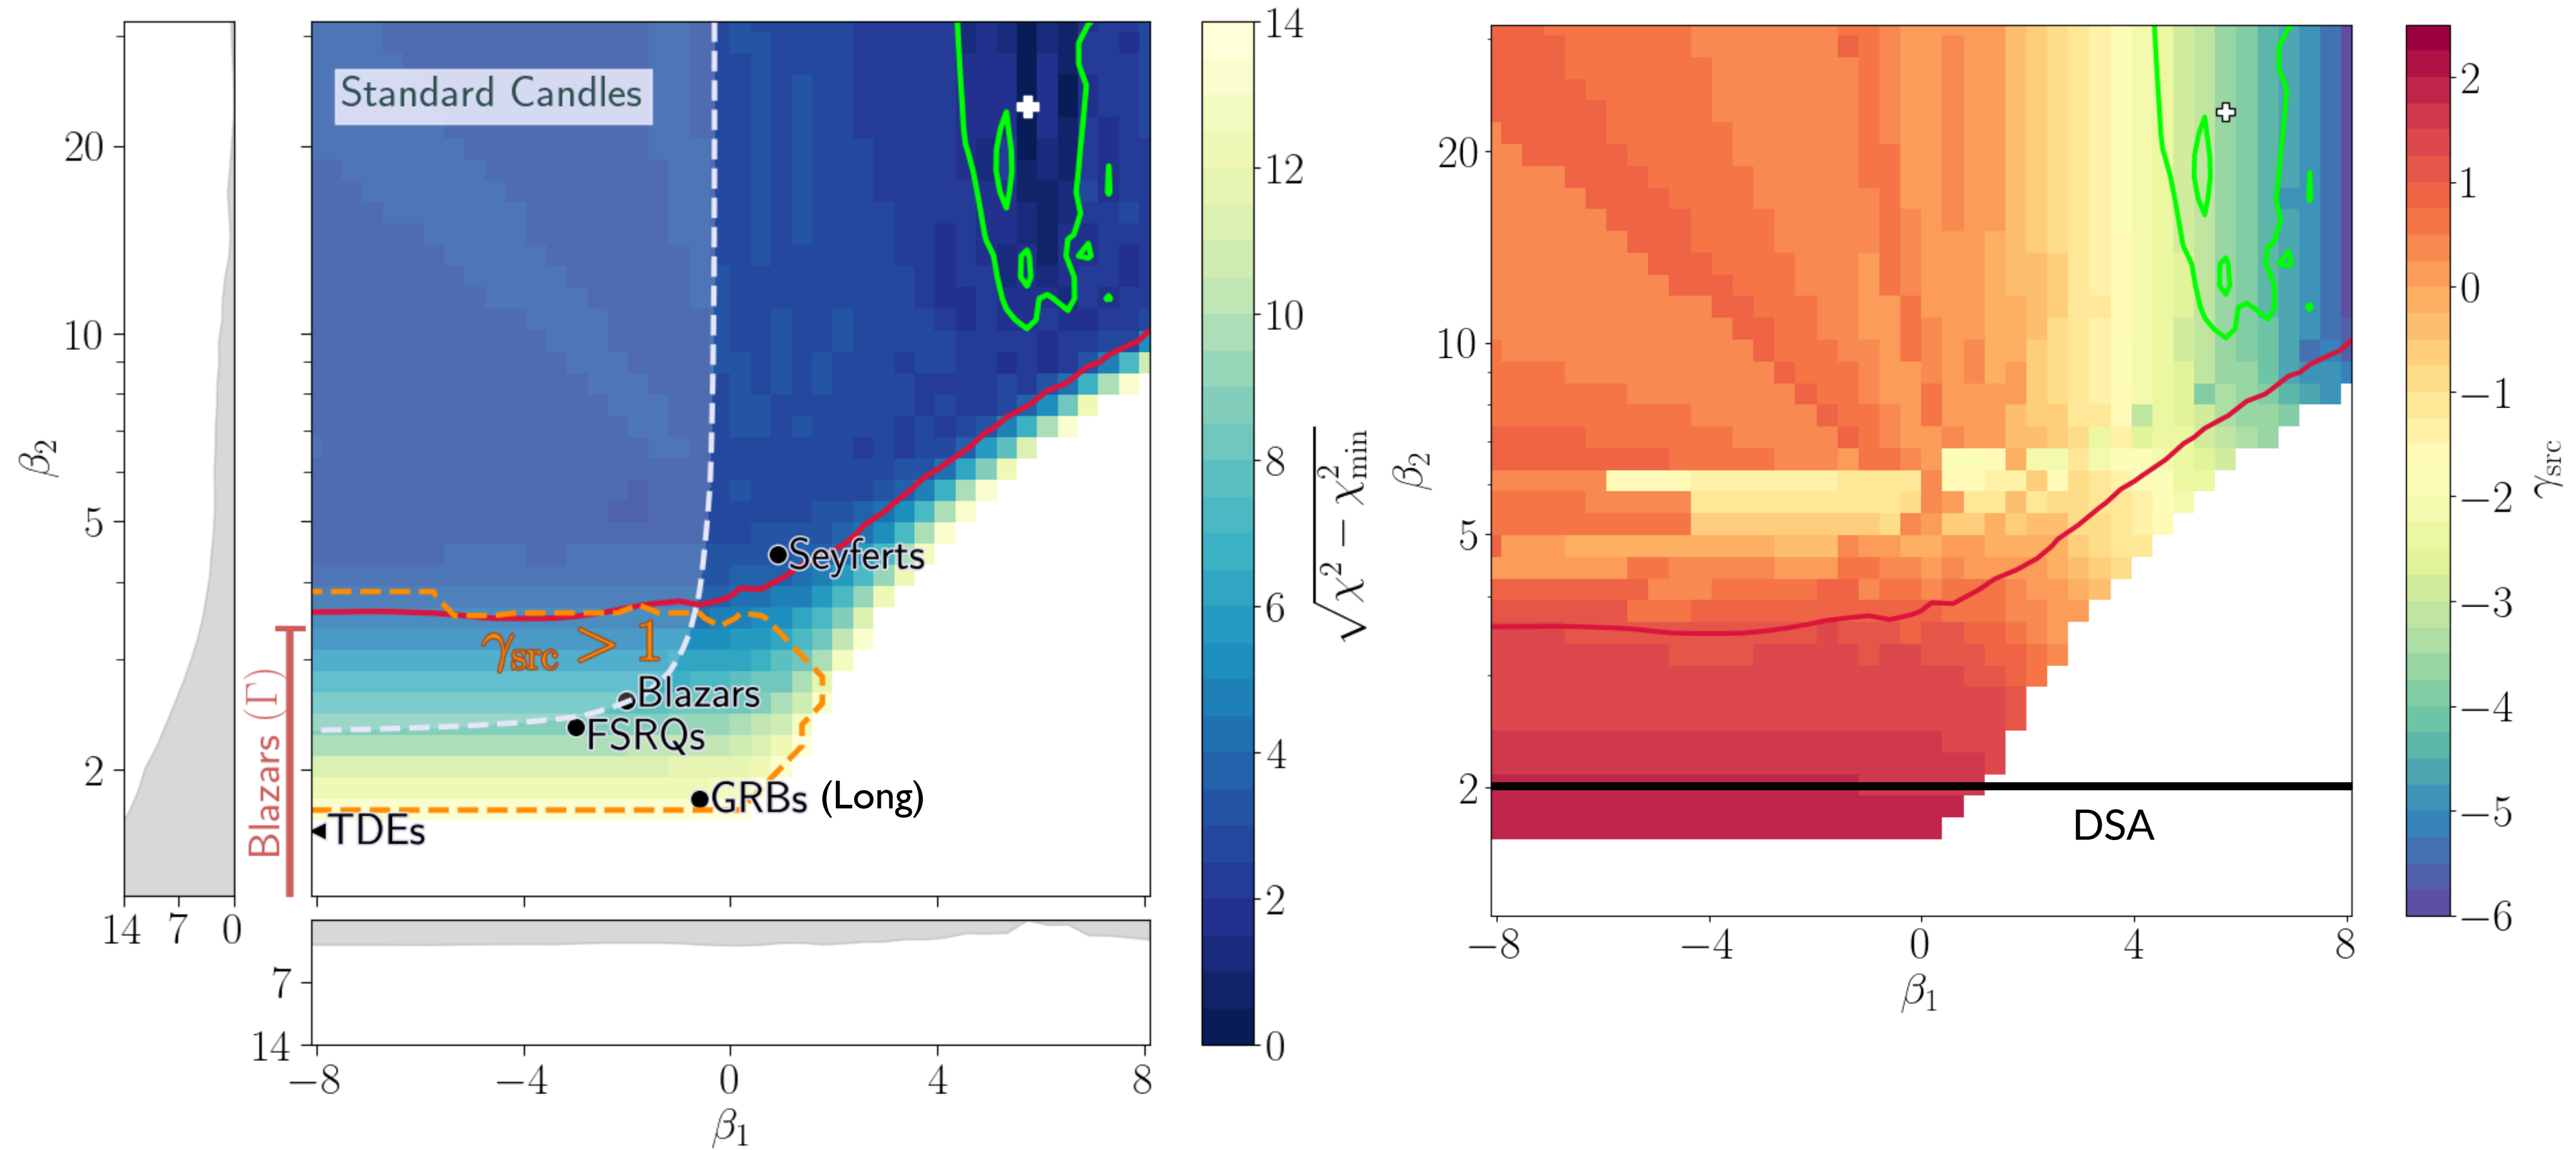 Standard Candles
20
10
5
2
β₂
14 7 0
Seyferts
γsrc > 1
Blazars
FSRQs
GRBs (Long)
TDEs
Blazars (Γ)
7
14
−8 −4 0 4 8
β₁
14
12
10
8
6
4
2
0
√χ² − χ²min
20
10
5
2
β₂
DSA
−8 −4 0 4 8
β₁
2
1
0
−1
−2
−3
−4
−5
−6
γsrc